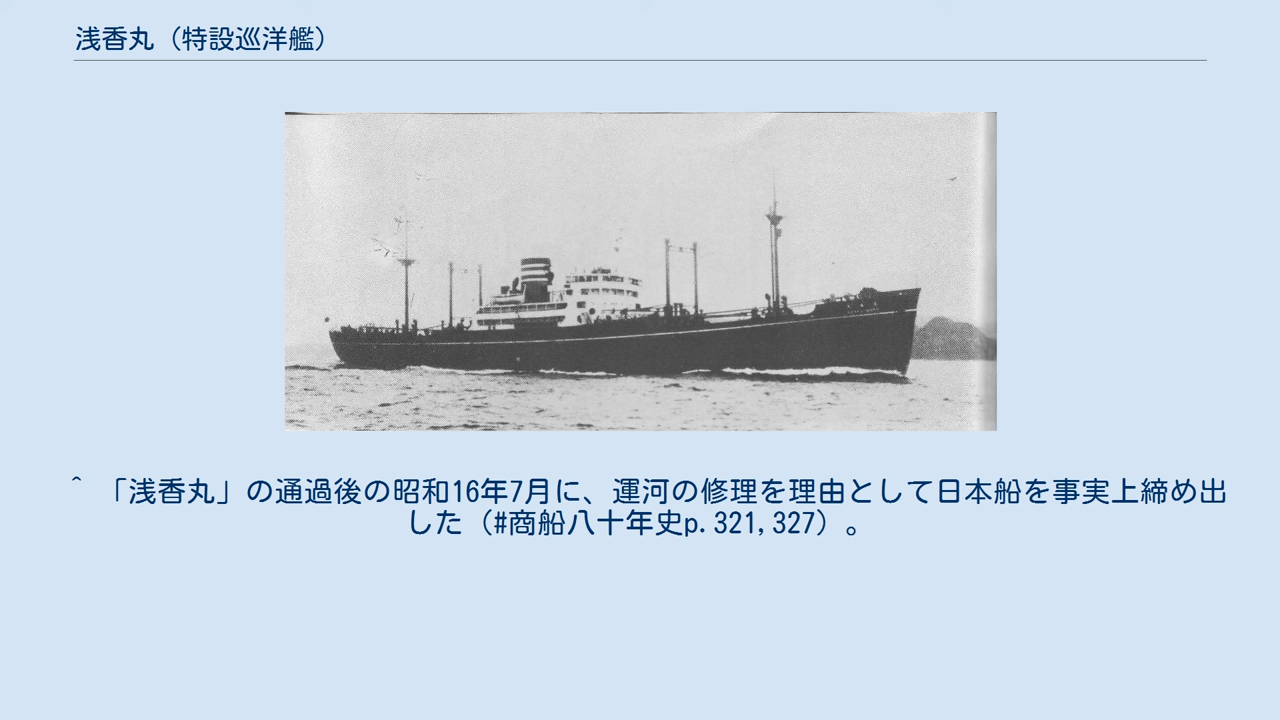 浅香丸（特設巡洋艦）
^ 「浅香丸」の通過後の昭和16年7月に、運河の修理を理由として日本船を事実上締め出
した（#商船八十年史p.321,327）。